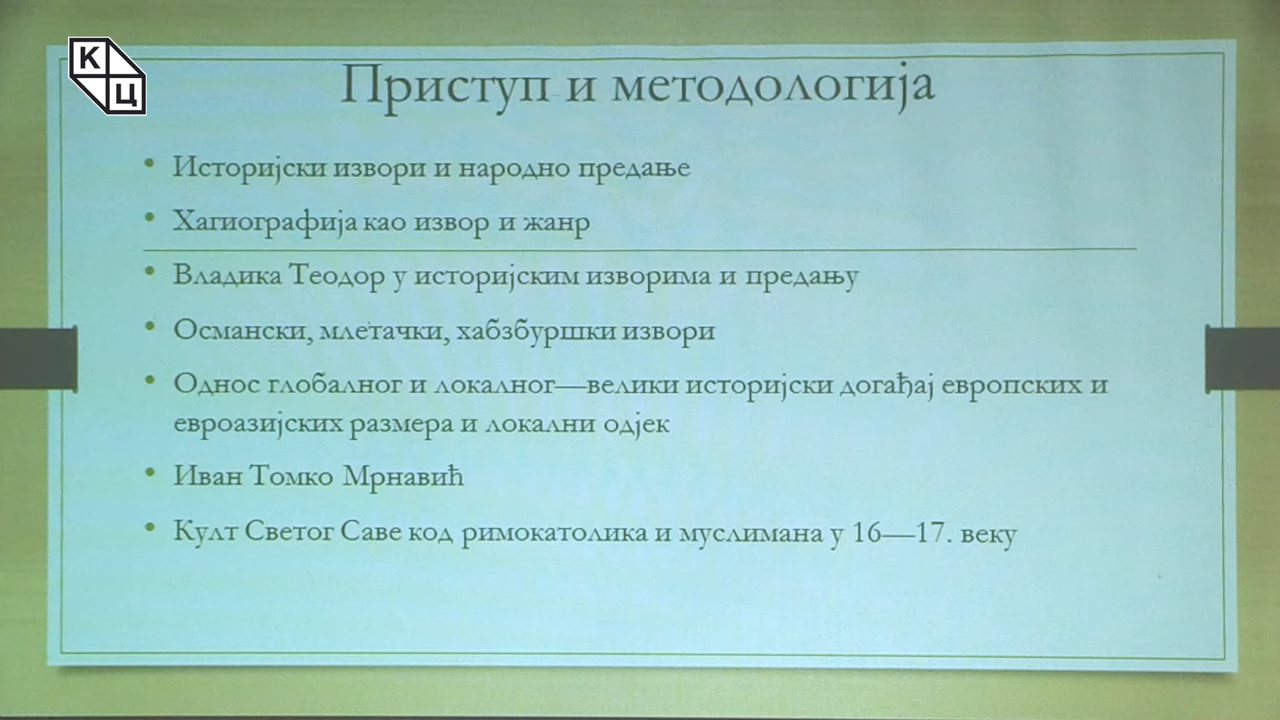 К
Ц
Приступ и методологија
• Историјски извори и народно предање
• Хагиографија као извор и жанр
• Владика Теодор у историјским изворима и предању
• Османски, млетачки, хабзбуршки извори
• Однос глобалног и локалног—велики историјски догађај европских и
евроазијских размера и локални одјек
• Иван Томко Мрнавић
• Култ Светог Саве код римокатолика и муслимана у 16—17. веку